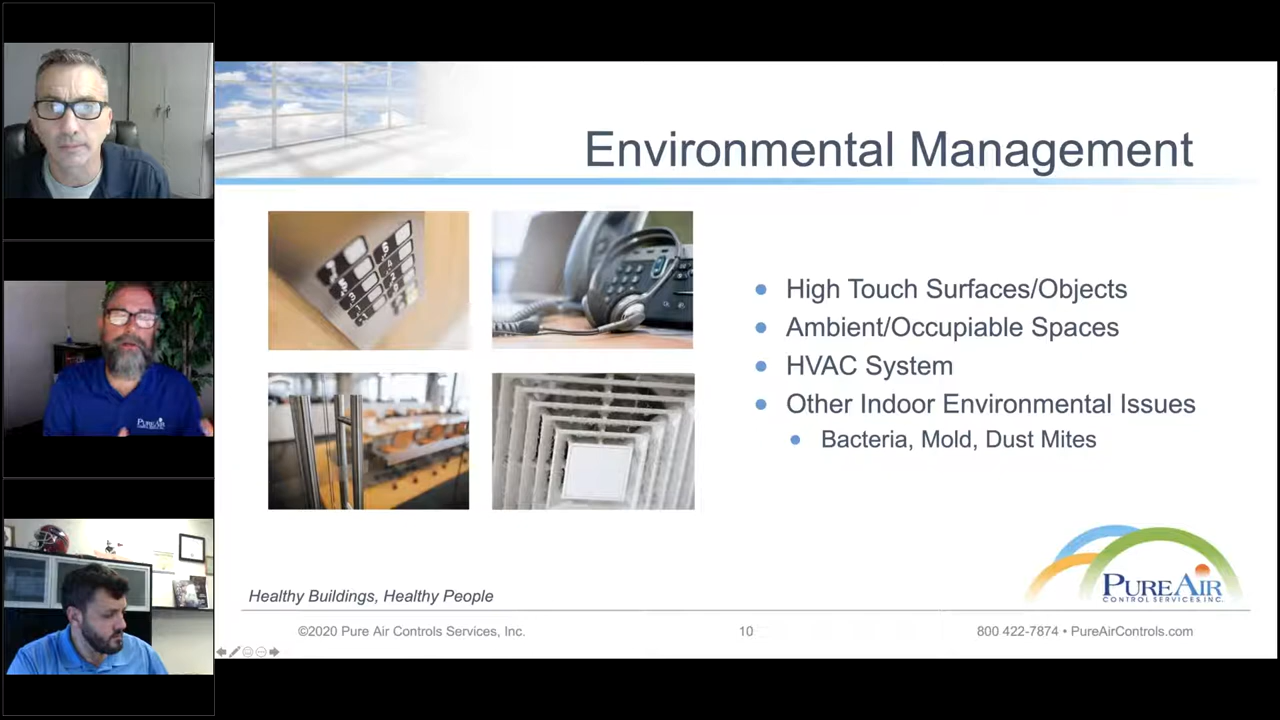 Environmental Management
High Touch Surfaces/Objects
Ambient/Occupiable Spaces
HVAC System
Other Indoor Environmental Issues
Bacteria, Mold, Dust Mites
PUREAIR
CONTROL SERVICES, INC.
Healthy Buildings, Healthy People
©2020 Pure Air Controls Services, Inc.
10
800 422-7874 • PureAirControls.com
PUREAIR